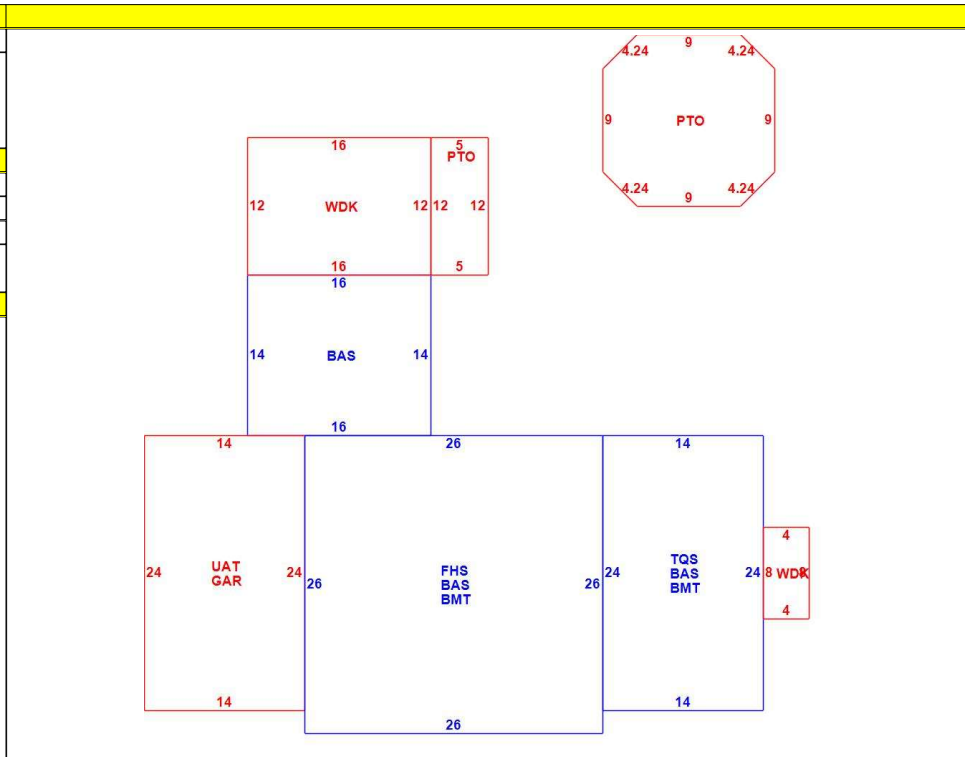 4.24 9 4.24
9 PTO 9
4.24 9 4.24
16 5
PTO
12 WDK 12 12 12
16 5
16
14 BAS 14
16
14 26 14
4
24 UAT 24 26 FHS 26 24 TQS 24 8 WDK 8
GAR BAS BAS
BMT BMT
4
14 14
26